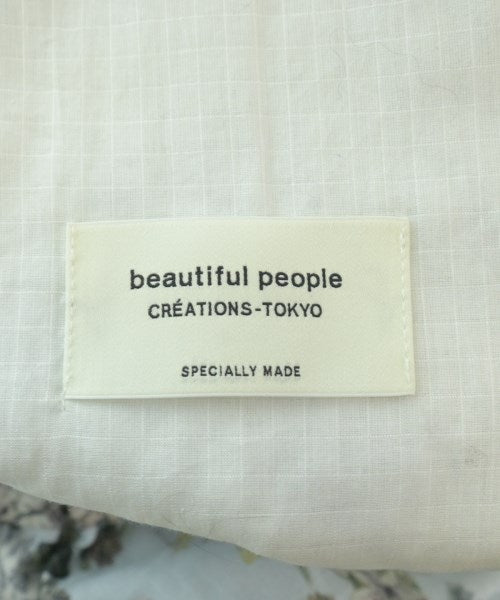 beautiful people
CRÉATIONS-TOKYO
SPECIALLY MADE